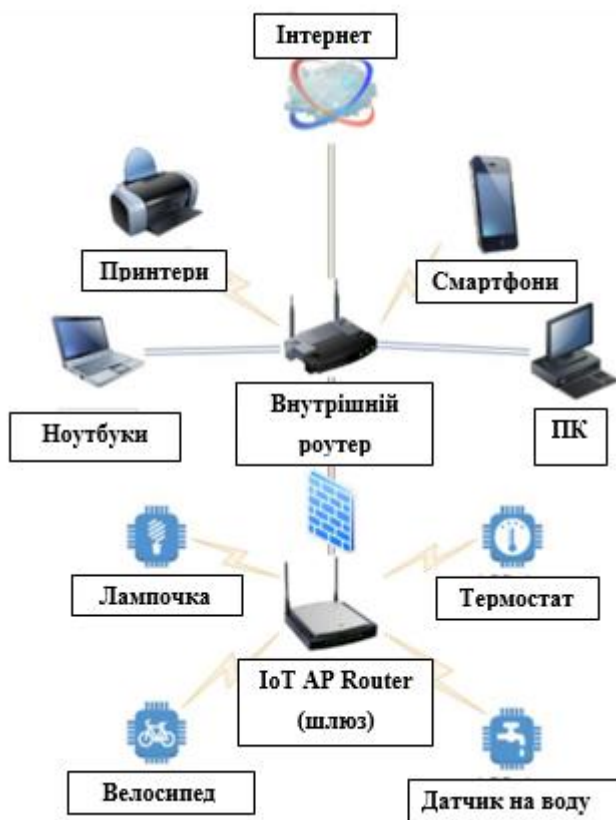 Інтернет
Принтери
Смартфони
Ноутбуки
Внутрішній
роутер
ПК
Лампочка
Термостат
IoT AP Router
(шлюз)
Велосипед
Датчик на воду